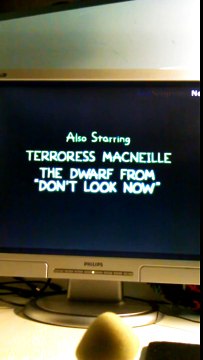 Also Starring
TERRORESS MACNEILLE
THE DWARF FROM
"DON'T LOOK NOW"
PHILIPS